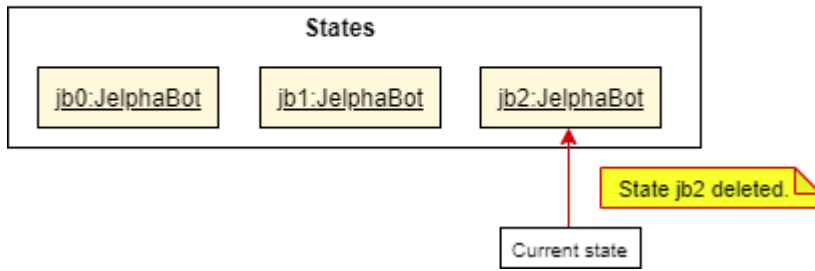 States
jb0:JelphaBot
jb1:JelphaBot
jb2:JelphaBot
State jb2 deleted.
Current state